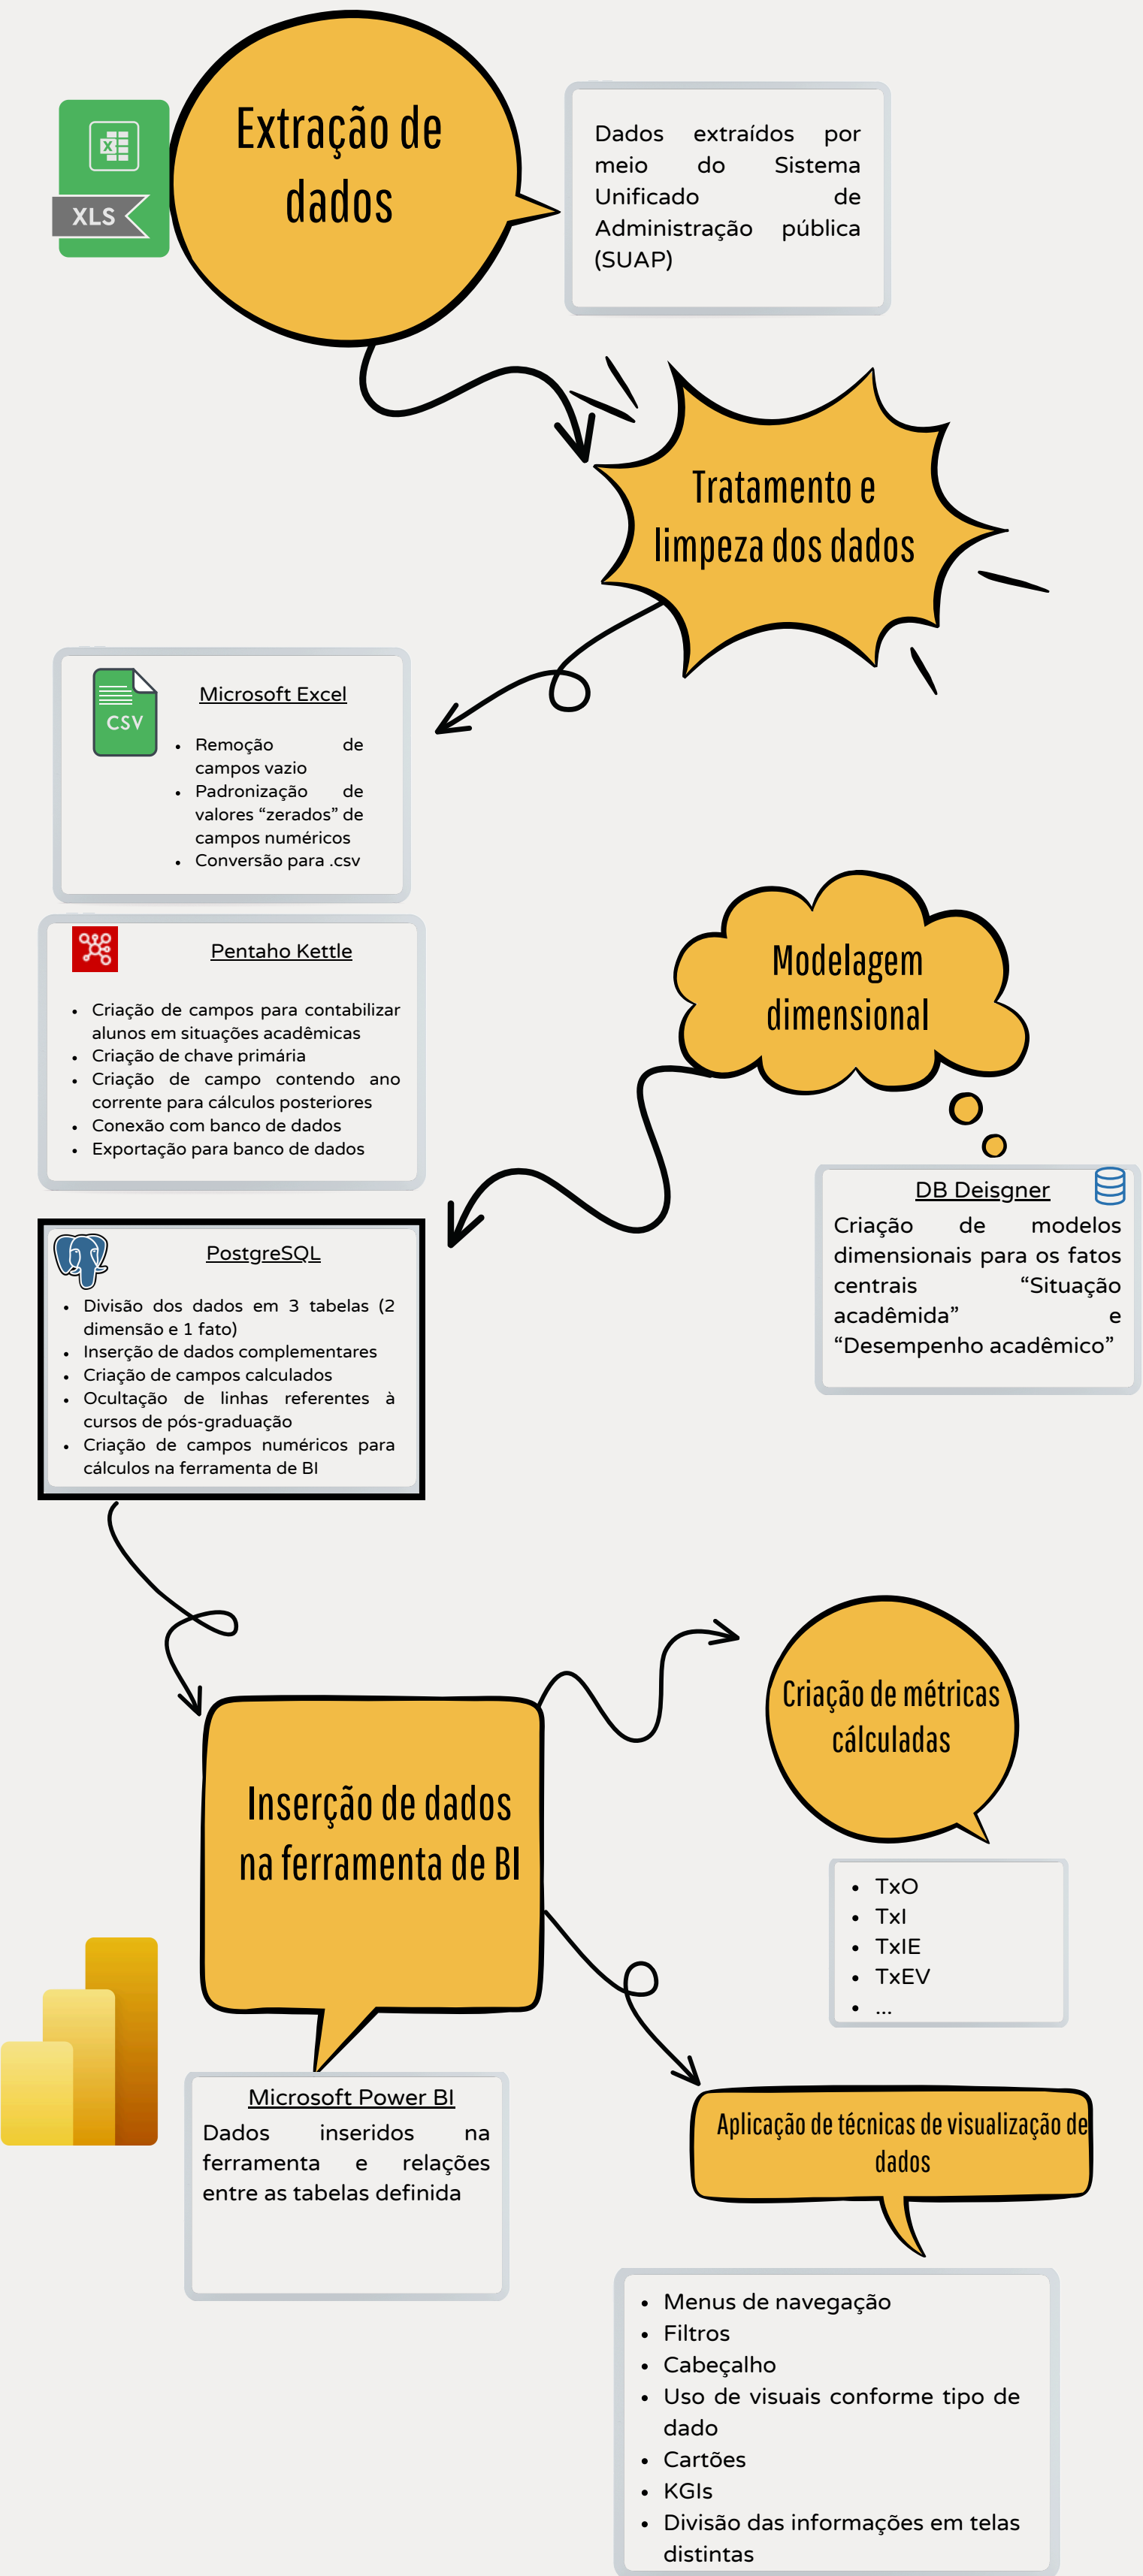 Extração de
dados
XLS
Dados extraídos por
meio do Sistema
Unificado de
Administração pública
(SUAP)
Tratamento e
limpeza dos dados
CSV
Microsoft Excel
• Remoção de
campos vazio
• Padronização de
valores “zerados” de
campos numéricos
• Conversão para .csv
Pentaho Kettle
• Criação de campos para contabilizar
alunos em situações acadêmicas
• Criação de chave primária
• Criação de campo contendo ano
corrente para cálculos posteriores
• Conexão com banco de dados
• Exportação para banco de dados
Modelagem
dimensional
DB Deisgner
Criação de modelos
dimensionais para os fatos
centrais “Situação
acadêmida” e
“Desempenho acadêmico”
PostgreSQL
• Divisão dos dados em 3 tabelas (2
dimensão e 1 fato)
• Inserção de dados complementares
• Criação de campos calculados
• Ocultação de linhas referentes à
cursos de pós-graduação
• Criação de campos numéricos para
cálculos na ferramenta de BI
Inserção de dados
na ferramenta de BI
Criação de métricas
cálculadas
• TxO
• TxI
• TxIE
• TxEV
• ...
Microsoft Power BI
Dados inseridos na
ferramenta e relações
entre as tabelas definida
Aplicação de técnicas de visualização de
dados
• Menus de navegação
• Filtros
• Cabeçalho
• Uso de visuais conforme tipo de
dado
• Cartões
• KGIs
• Divisão das informações em telas
distintas